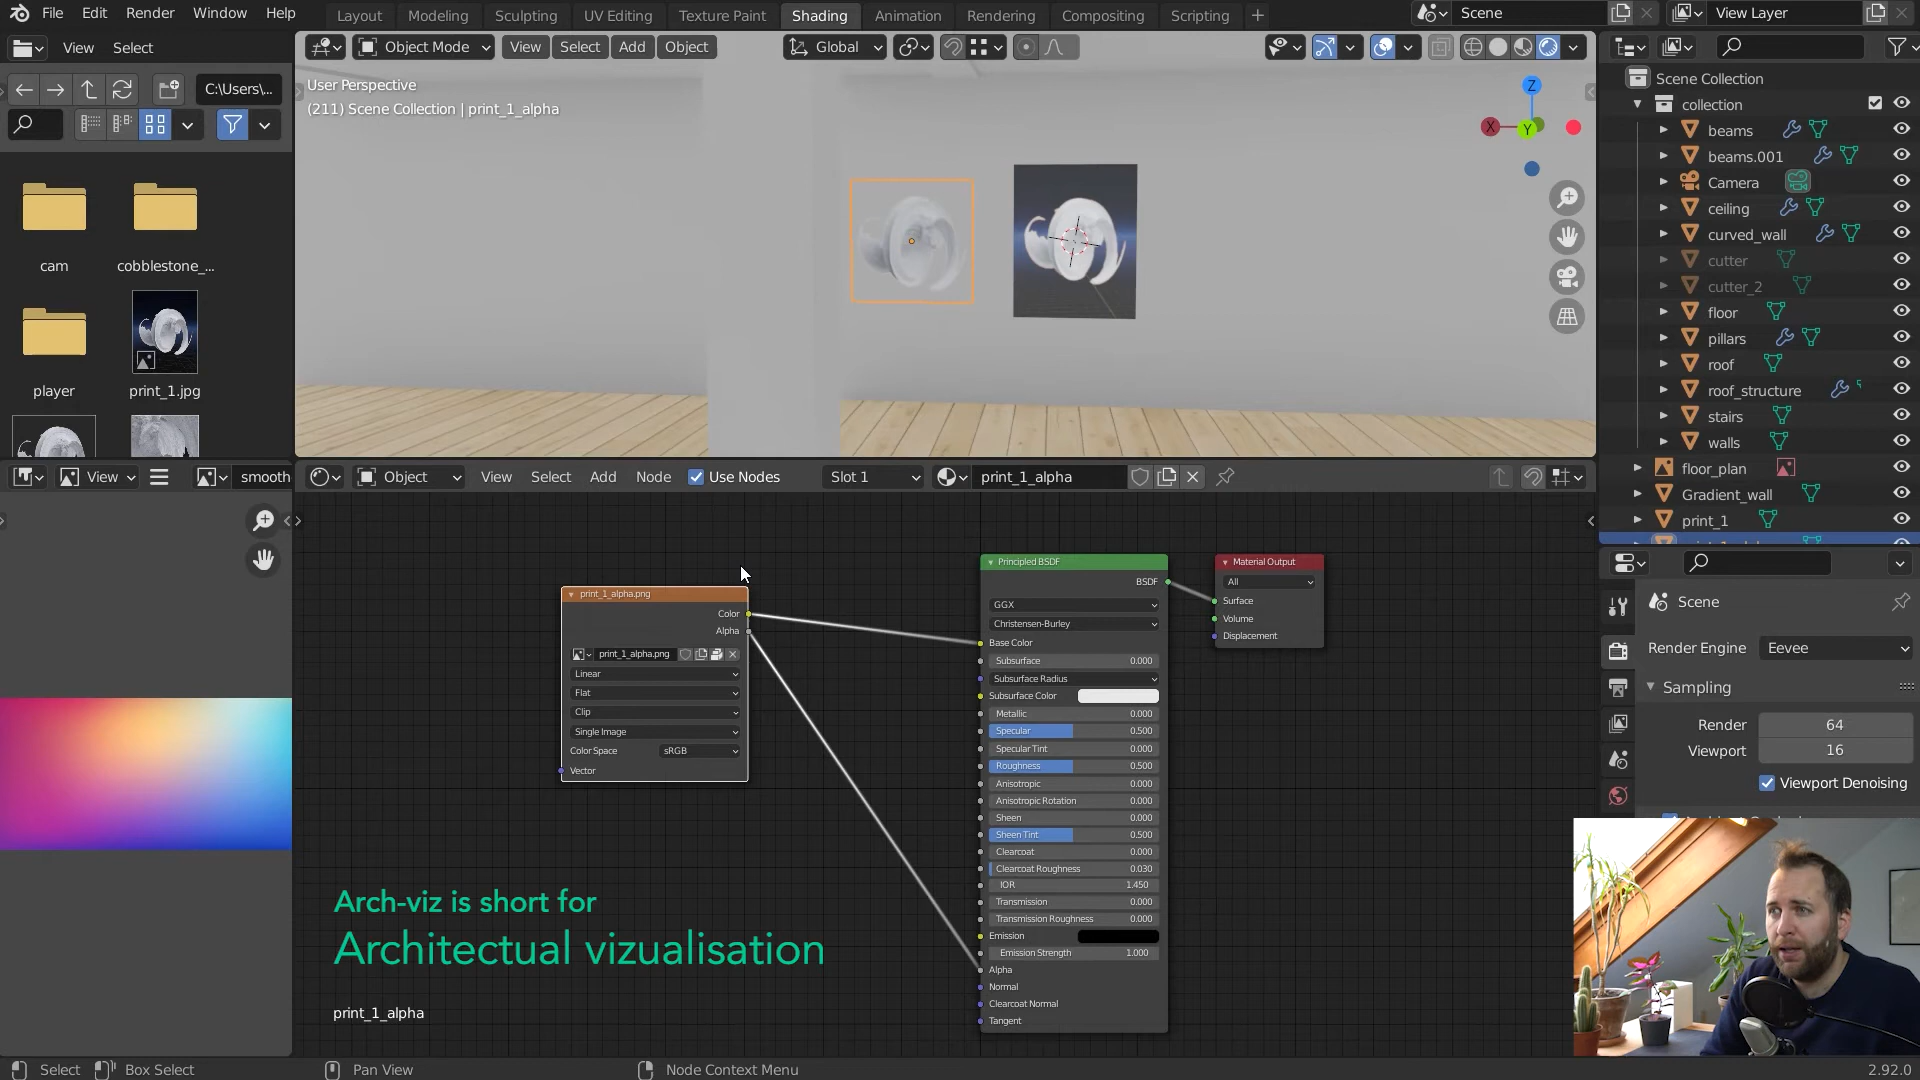 File Edit Render Window Help
Layout Modeling Sculpting UV Editing Texture Paint Shading Animation Rendering Compositing Scripting +
Scene View Layer
View Select
Object Mode View Select Add Object Global
C:\Users\...
User Perspective
(211) Scene Collection | print_1_alpha
Z
X
Y
cam cobblestone_...
player print_1.jpg
Scene Collection
collection
beams
beams.001
Camera
ceiling
curved_wall
cutter
cutter_2
floor
pillars
roof
roof_structure
stairs
walls
floor_plan
Gradient_wall
print_1
View smooth
Object View Select Add Node Use Nodes Slot 1 print_1_alpha
print_1_alpha.png
Color
Alpha
print_1_alpha.png
Linear
Flat
Clip
Single Image
Color Space sRGB
Vector
Principled BSDF
BSDF
GGX
Christensen-Burley
Base Color
Subsurface 0.000
Subsurface Radius
Subsurface Color
Metallic 0.000
Specular 0.500
Specular Tint 0.000
Roughness 0.500
Anisotropic 0.000
Anisotropic Rotation 0.000
Sheen 0.000
Sheen Tint 0.500
Clearcoat 0.000
Clearcoat Roughness 0.030
IOR 1.450
Transmission 0.000
Transmission Roughness 0.000
Emission
Emission Strength 1.000
Alpha
Normal
Clearcoat Normal
Tangent
Material Output
All
Surface
Volume
Displacement
Scene
Render Engine Eevee
Sampling
Render 64
Viewport 16
Viewport Denoising
Arch-viz is short for
Architectual vizualisation
print_1_alpha
Select Box Select Pan View Node Context Menu 2.92.0